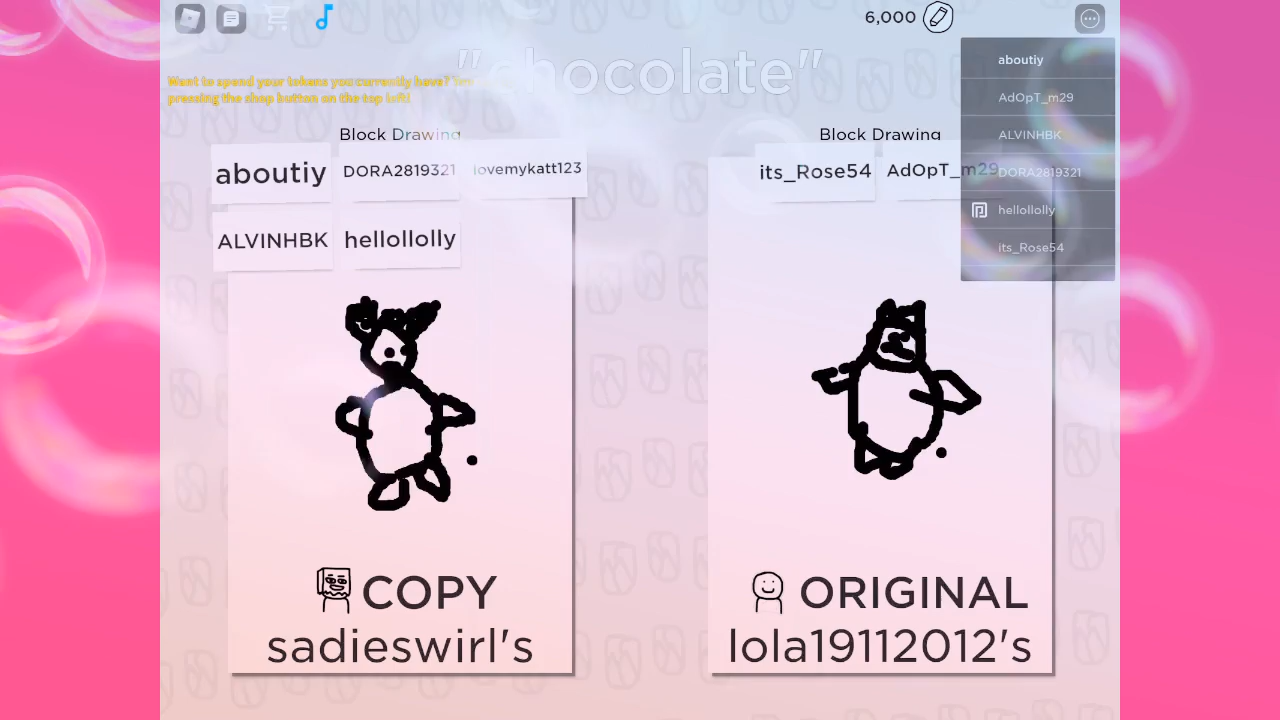 6,000
"chocolate"
aboutiy
AdOpT_m29
ALVINHBK
DORA2819321
hellollolly
its_Rose54
Want to spend your tokens you currently have? Try
pressing the shop button on the top left!
Block Drawing
Block Drawing
aboutiy DORA2819321 lovemykatt123
ALVINHBK hellollolly
its_Rose54 AdOpT_m29
COPY
sadieswirl's
ORIGINAL
lola19112012's